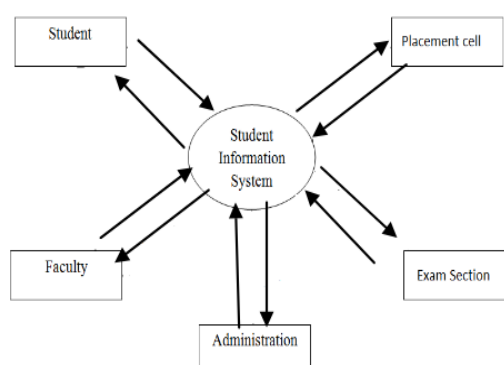 Student
Placement cell
Student
Information
System
Faculty
Exam Section
Administration